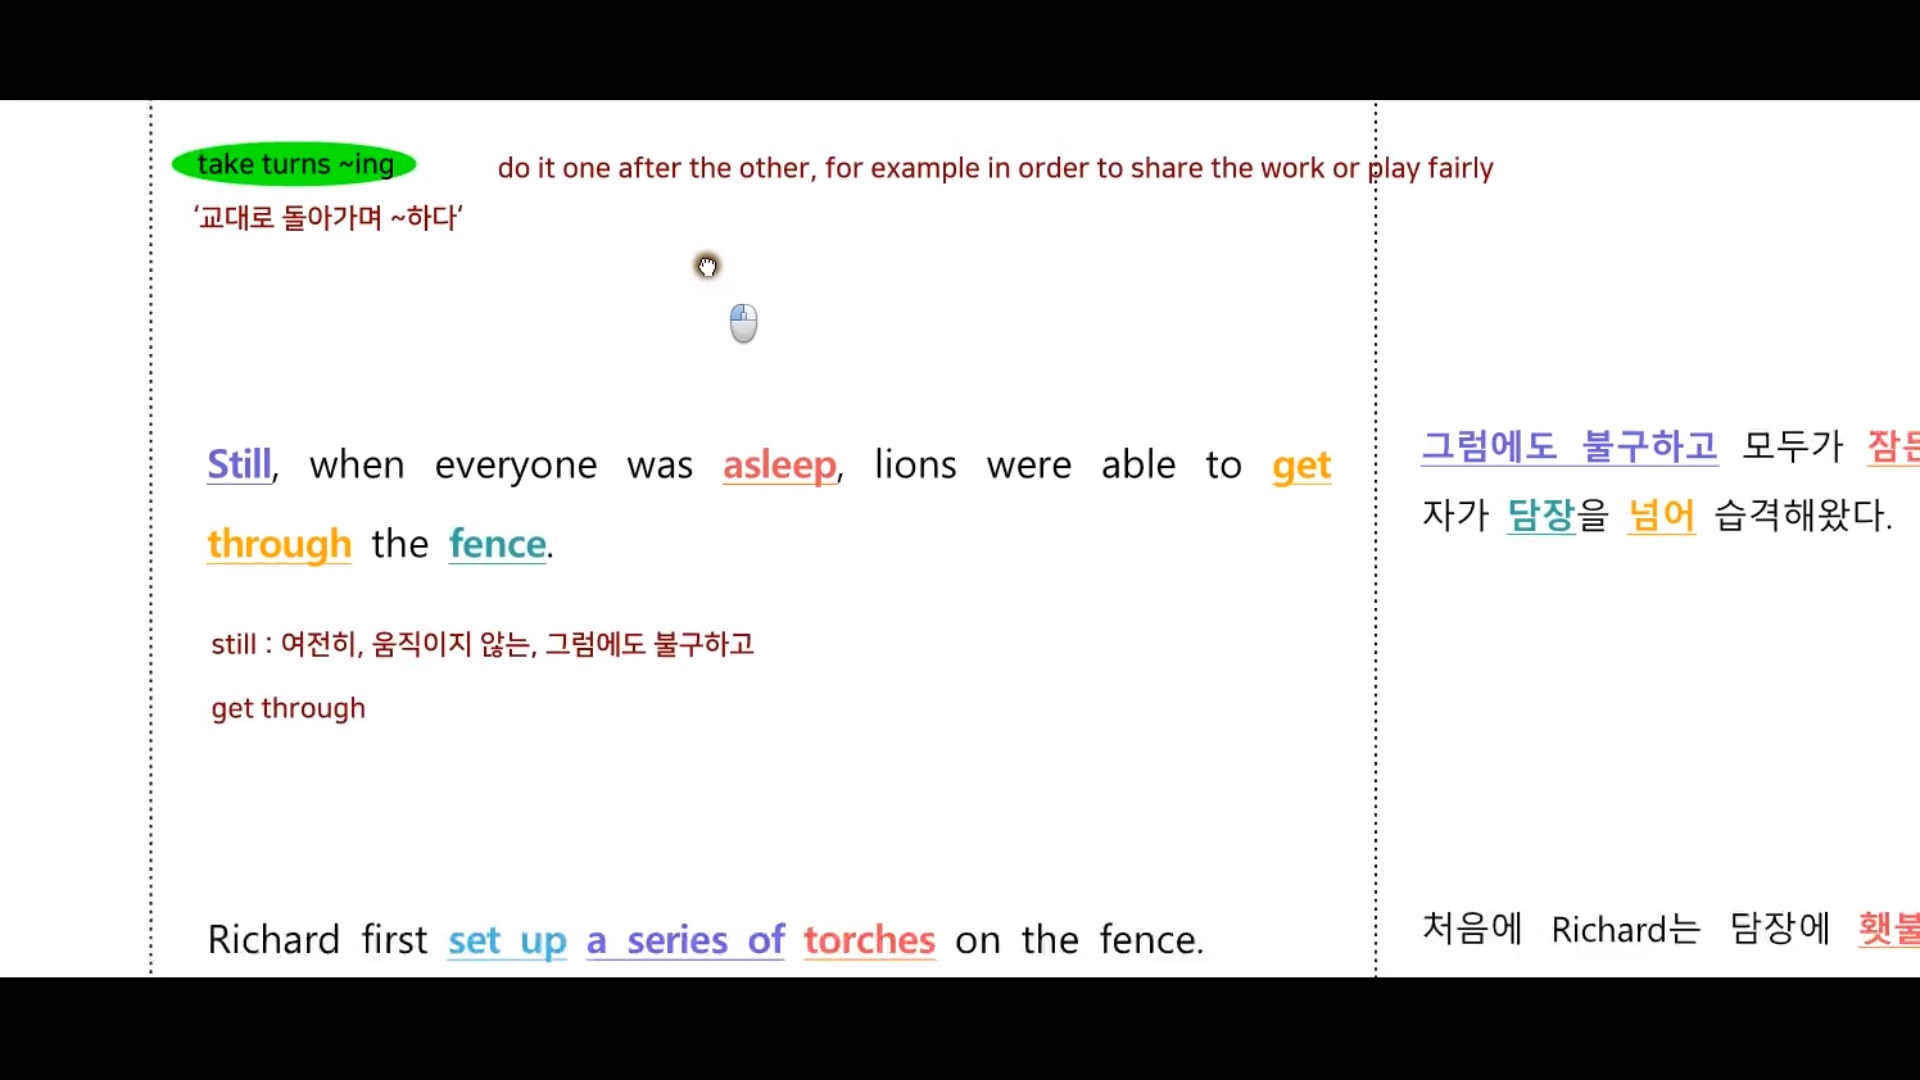 take turns ~ing
do it one after the other, for example in order to share the work or play fairly
‘교대로 돌아가며 ~하다‘
Still, when everyone was asleep, lions were able to get
through the fence.
still : 여전히, 움직이지 않는, 그럼에도 불구하고
get through
Richard first set up a series of torches on the fence.
그럼에도 불구하고 모두가 잠든
자가 담장을 넘어 습격해왔다.
처음에 Richard는 담장에 횃불